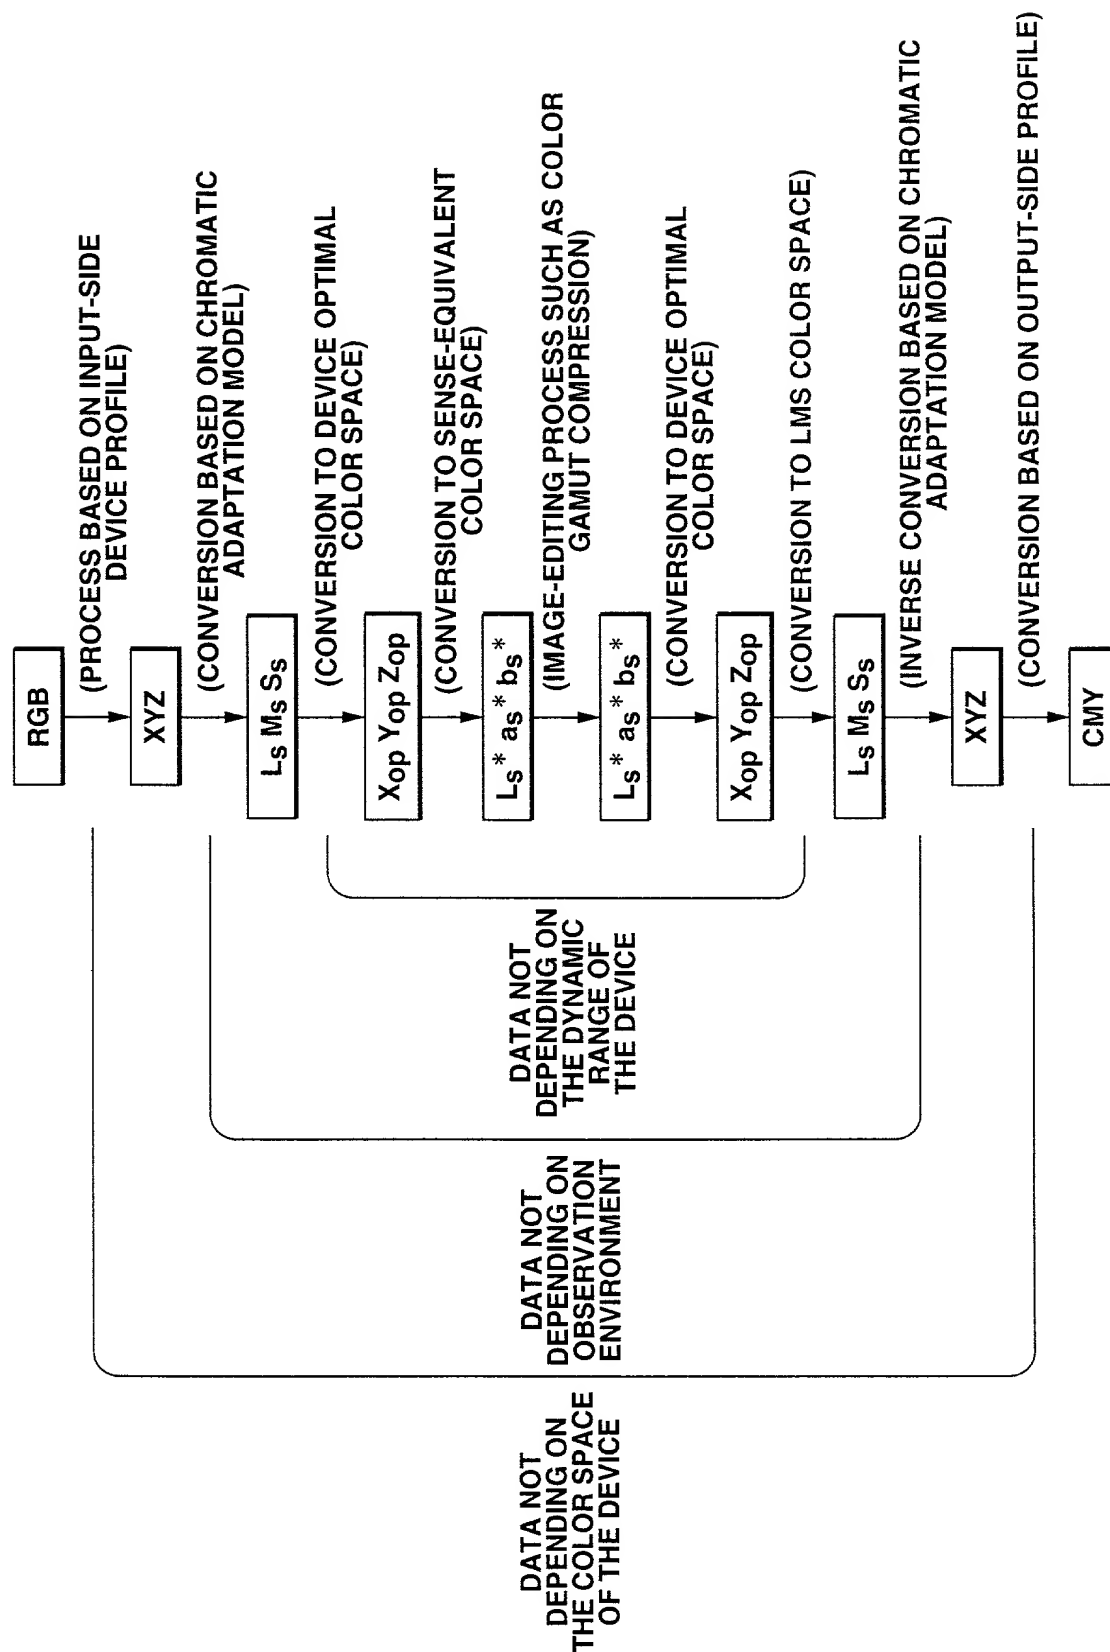 RGB
(PROCESS BASED ON INPUT-SIDE
DEVICE PROFILE)
XYZ
(CONVERSION BASED ON CHROMATIC
ADAPTATION MODEL)
Ls Ms Ss
(CONVERSION TO DEVICE OPTIMAL
COLOR SPACE)
Xop Yop Zop
(CONVERSION TO SENSE-EQUIVALENT
COLOR SPACE)
Ls* as* bs*
(IMAGE-EDITING PROCESS SUCH AS COLOR
GAMUT COMPRESSION)
Ls* as* bs*
(CONVERSION TO DEVICE OPTIMAL
COLOR SPACE)
Xop Yop Zop
(CONVERSION TO LMS COLOR SPACE)
Ls Ms Ss
(INVERSE CONVERSION BASED ON CHROMATIC
ADAPTATION MODEL)
XYZ
(CONVERSION BASED ON OUTPUT-SIDE PROFILE)
CMY
DATA NOT
DEPENDING ON
THE DYNAMIC
RANGE OF
THE DEVICE
DATA NOT
DEPENDING ON
OBSERVATION
ENVIRONMENT
DATA NOT
DEPENDING ON
THE COLOR SPACE
OF THE DEVICE